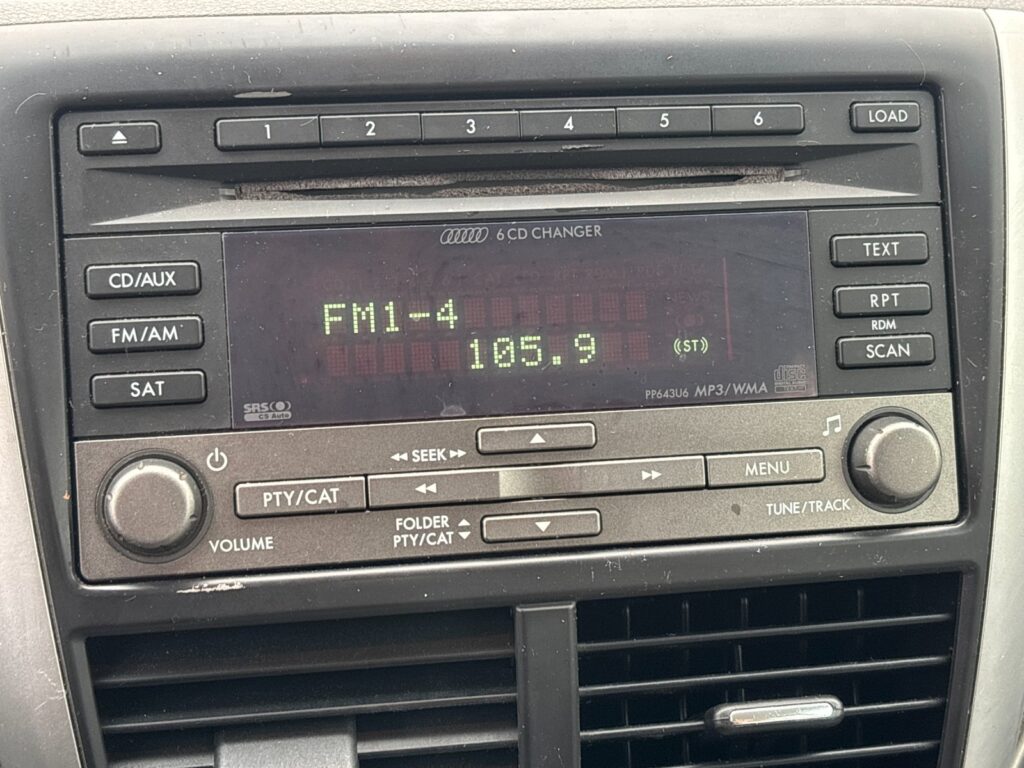 1 2 3 4 5 6 LOAD
6 CD CHANGER
CD/AUX
FM/AM
SAT
FM1-4
105.9
ST
SRS
CS Auto
PP643U6 MP3/WMA
TEXT
RPT
RDM
SCAN
SEEK
PTY/CAT
MENU
VOLUME
FOLDER
PTY/CAT
TUNE/TRACK